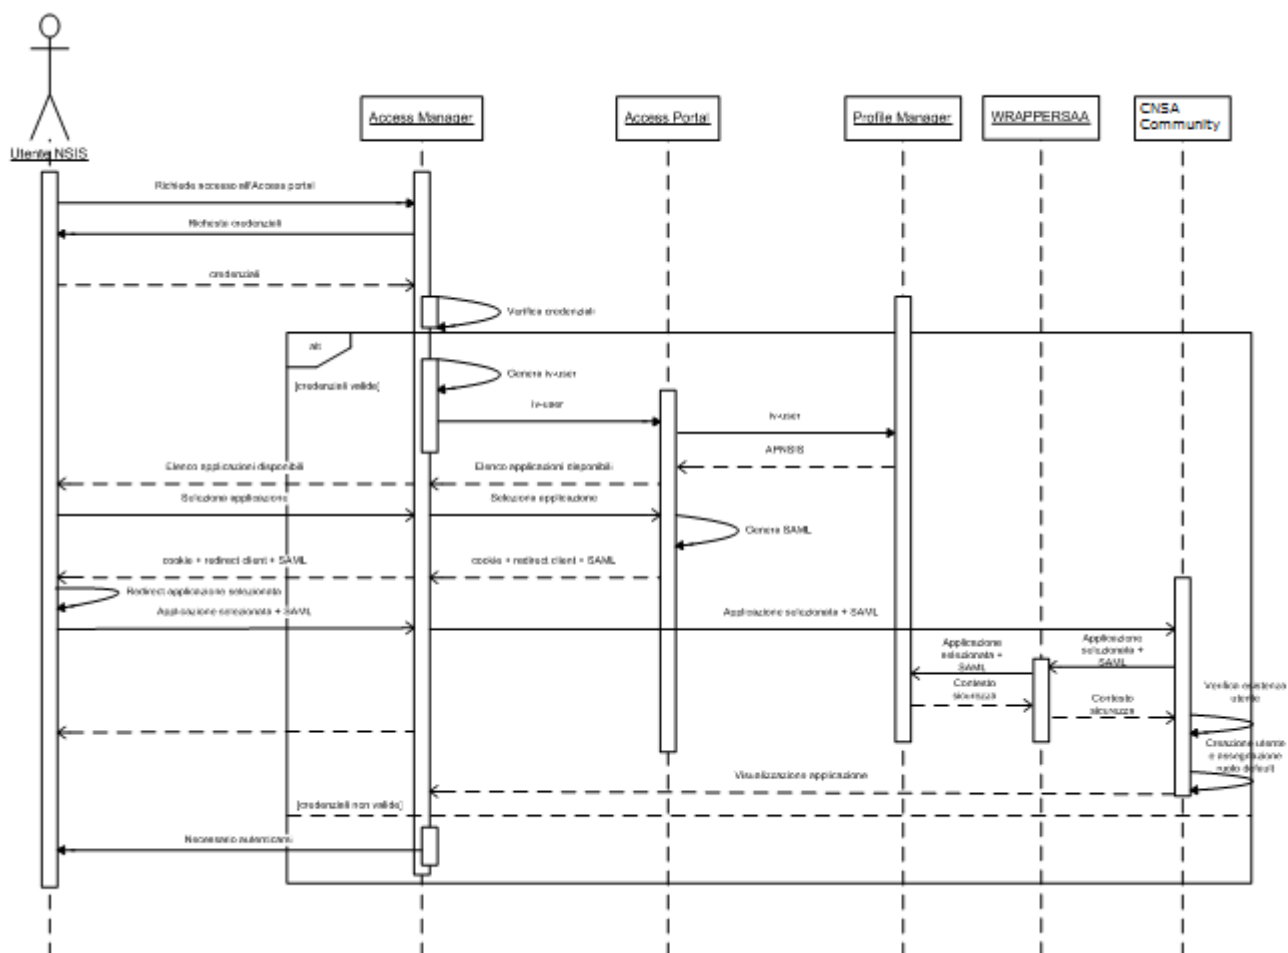 Utente NSIS
Access Manager
Access Portal
Profile Manager
WRAPPERSAA
CNSA
Community
Richiede accesso all'Access portal
Richiesta credenziali
credenziali
Verifica credenziali
alt
[credenziali valide]
Genera iv-user
iv-user
iv-user
APNSIS
Elenco applicazioni disponibili
Elenco applicazioni disponibili
Selezione applicazione
Selezione applicazione
Genera SAML
cookie + redirect client + SAML
cookie + redirect client + SAML
Redirect applicazione selezionata
Applicazione selezionata + SAML
Applicazione selezionata + SAML
Applicazione
selezionata +
SAML
Applicazione
selezionata +
SAML
Contesto
sicurezza
Contesto
sicurezza
Verifica esistenza
utente
Creazione utente
e assegnazione
ruolo default
Visualizzazione applicazione
[credenziali non valide]
Necessario autenticarsi